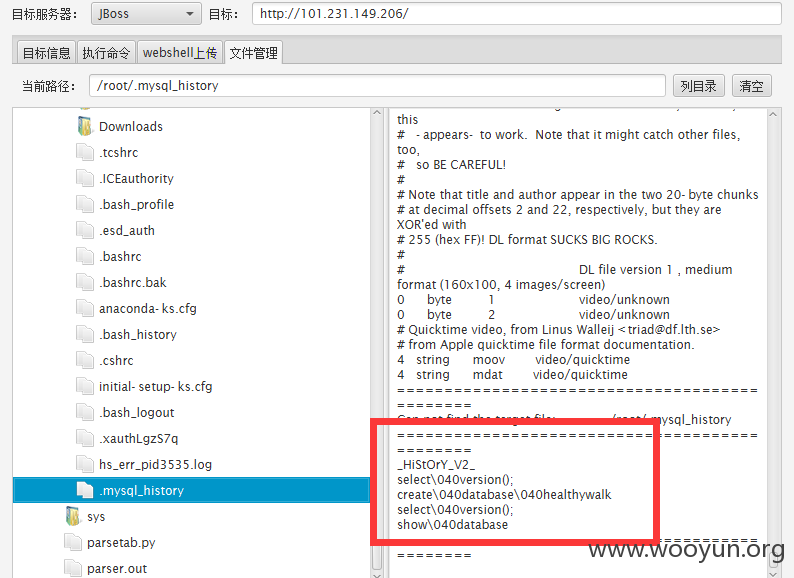 目标服务器： JBoss 目标： http://101.231.149.206/
目标信息 执行命令 webshell上传 文件管理
当前路径： /root/.mysql_history 列目录 清空
Downloads
.tcshrc
.ICEauthority
.bash_profile
.esd_auth
.bashrc
.bashrc.bak
anaconda-ks.cfg
.bash_history
.cshrc
initial-setup-ks.cfg
.bash_logout
.xauthLgzS7q
hs_err_pid3535.log
.mysql_history
sys
parsetab.py
parser.out
this
# -appears- to work. Note that it might catch other files,
too,
# so BE CAREFUL!
#
# Note that title and author appear in the two 20-byte chunks
# at decimal offsets 2 and 22, respectively, but they are
XOR'ed with
# 255 (hex FF)! DL format SUCKS BIG ROCKS.
#
# DL file version 1 , medium
format (160x100, 4 images/screen)
0 byte 1 video/unknown
0 byte 2 video/unknown
# Quicktime video, from Linus Walleij <triad@df.lth.se>
# from Apple quicktime file format documentation.
4 string moov video/quicktime
4 string mdat video/quicktime
======================================
========
Can not find the target file: /root/.mysql_history
======================================
========
_HiStOrY_V2_
select\040version();
create\040database\040healthywalk
select\040version();
show\040database
======================================
========
www.wooyun.org